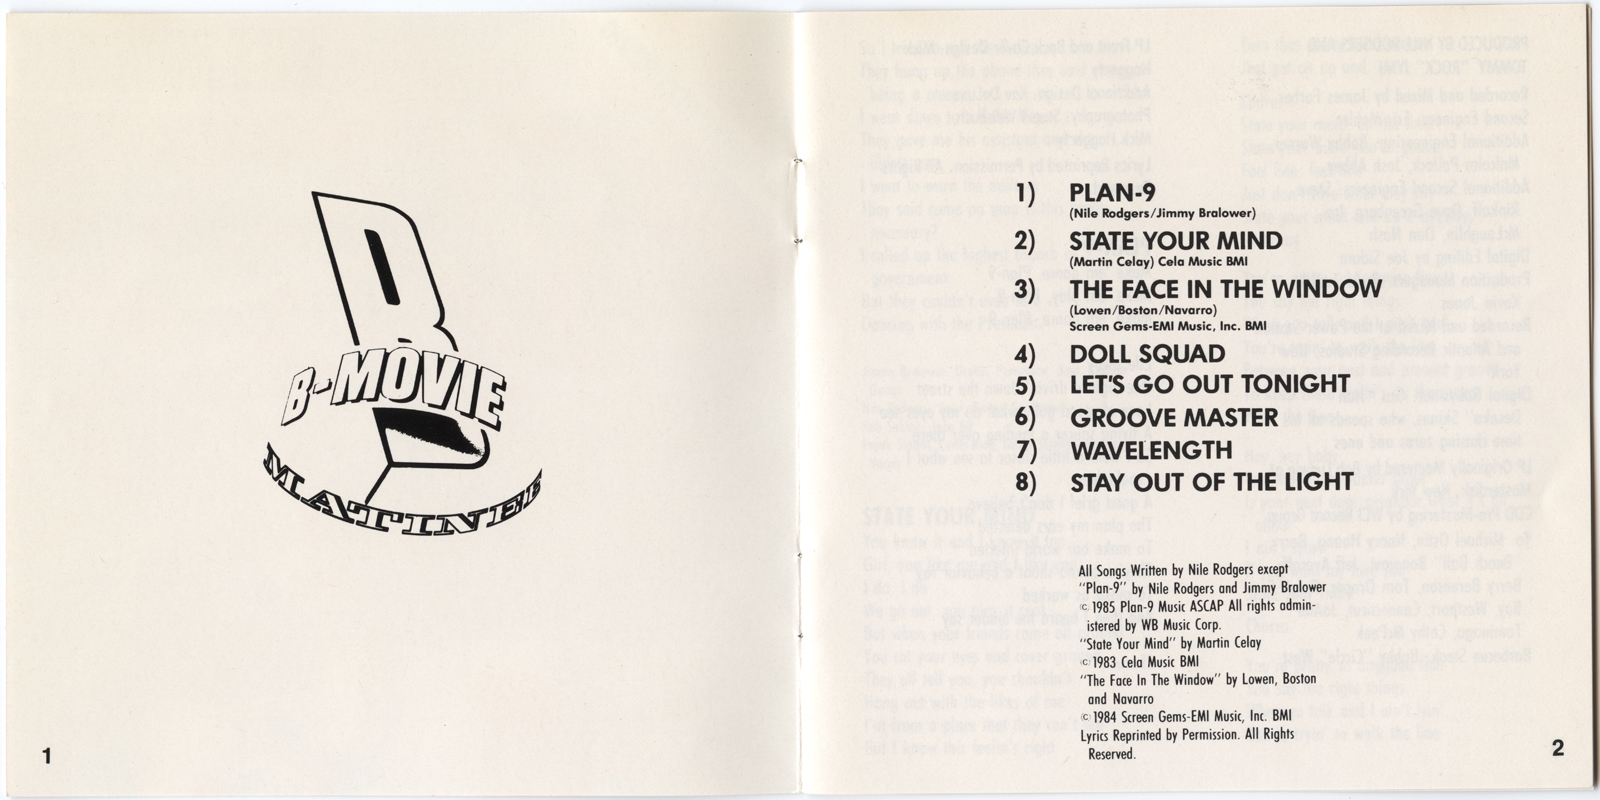 B
B-MOVIE
MATINEE
1
1) PLAN-9
(Nile Rodgers/Jimmy Bralower)
2) STATE YOUR MIND
(Martin Celay) Cela Music BMI
3) THE FACE IN THE WINDOW
(Lowen/Boston/Navarro)
Screen Gems-EMI Music, Inc. BMI
4) DOLL SQUAD
5) LET'S GO OUT TONIGHT
6) GROOVE MASTER
7) WAVELENGTH
8) STAY OUT OF THE LIGHT
All Songs Written by Nile Rodgers except
"Plan-9" by Nile Rodgers and Jimmy Bralower
© 1985 Plan-9 Music ASCAP All rights admin-
istered by WB Music Corp.
"State Your Mind" by Martin Celay
© 1983 Cela Music BMI
"The Face In The Window" by Lowen, Boston
and Navarro
© 1984 Screen Gems-EMI Music, Inc. BMI
Lyrics Reprinted by Permission. All Rights
Reserved.
2